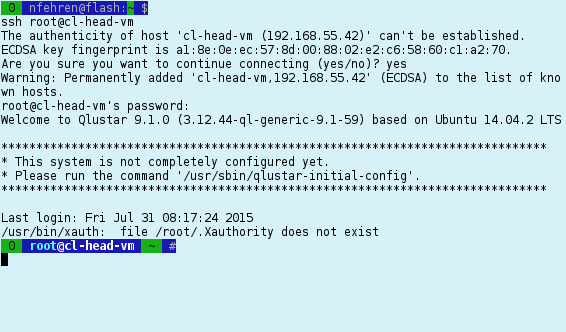 0 nfehren@flash:~ $
ssh root@cl-head-vm
The authenticity of host 'cl-head-vm (192.168.55.42)' can't be established.
ECDSA key fingerprint is a1:8e:0e:ec:57:8d:00:88:02:e2:c6:58:60:c1:a2:70.
Are you sure you want to continue connecting (yes/no)? yes
Warning: Permanently added 'cl-head-vm,192.168.55.42' (ECDSA) to the list of kno
wn hosts.
root@cl-head-vm's password:
Welcome to Qlustar 9.1.0 (3.12.44-ql-generic-9.1-59) based on Ubuntu 14.04.2 LTS
******************************************************************************
* This system is not completely configured yet.
* Please run the command '/usr/sbin/qlustar-initial-config'.
******************************************************************************
Last login: Fri Jul 31 08:17:24 2015
/usr/bin/xauth:  file /root/.Xauthority does not exist
0 root@cl-head-vm ~ #